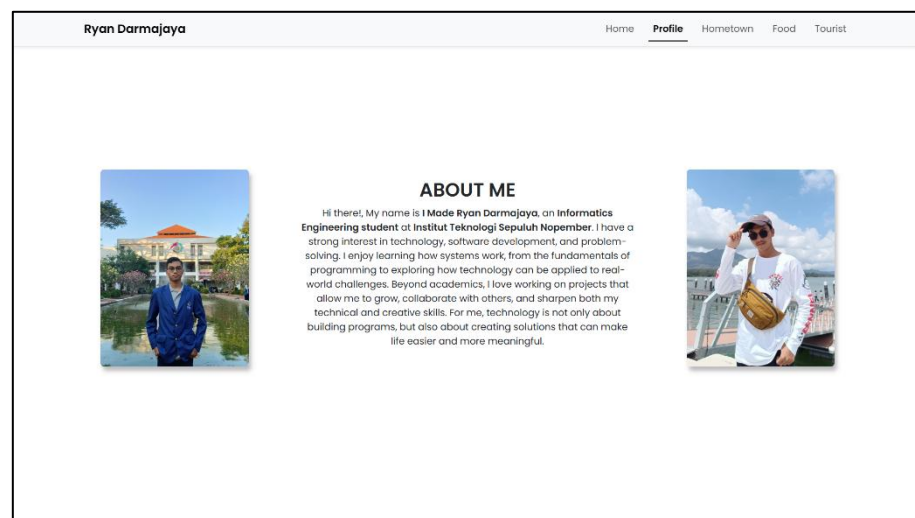 Ryan Darmajaya
Home Profile Hometown Food Tourist
ABOUT ME
Hi there!, My name is I Made Ryan Darmajaya, an Informatics
Engineering student at Institut Teknologi Sepuluh Nopember. I have a
strong interest in technology, software development, and problem-
solving. I enjoy learning how systems work, from the fundamentals of
programming to exploring how technology can be applied to real-
world challenges. Beyond academics, I love working on projects that
allow me to grow, collaborate with others, and sharpen both my
technical and creative skills. For me, technology is not only about
building programs, but also about creating solutions that can make
life easier and more meaningful.